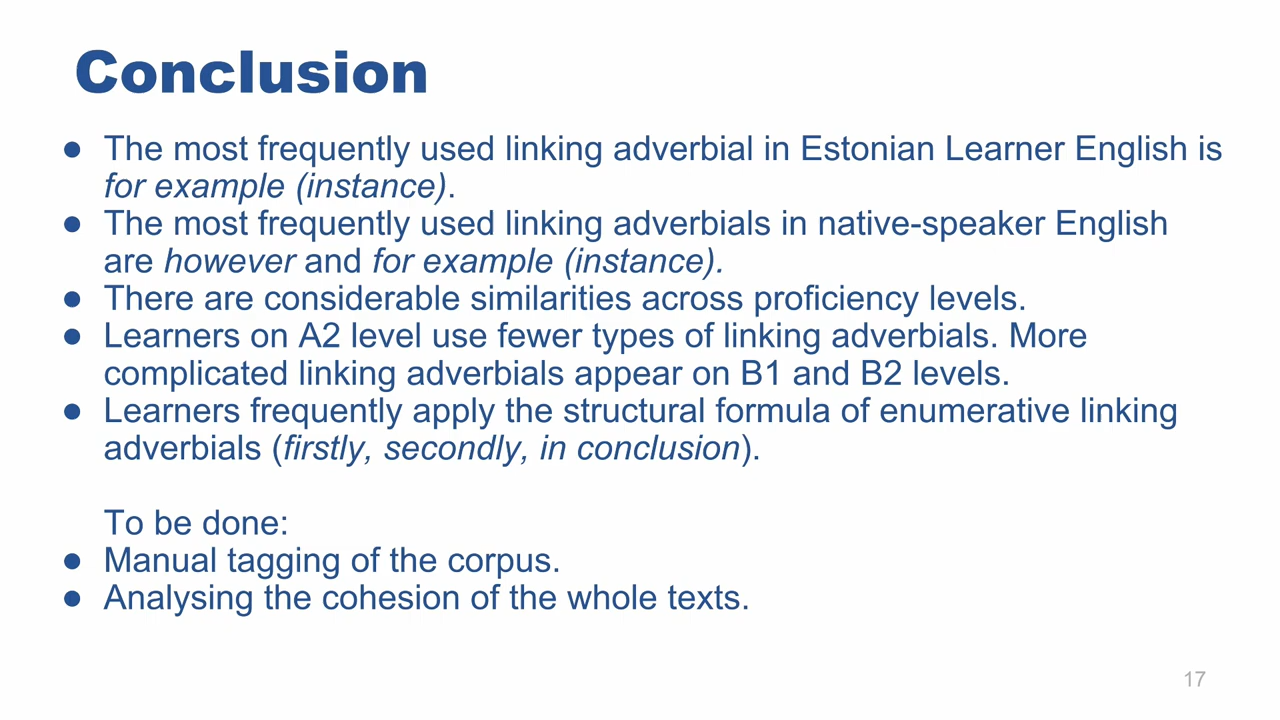 Conclusion
● The most frequently used linking adverbial in Estonian Learner English is
for example (instance).
● The most frequently used linking adverbials in native-speaker English
are however and for example (instance).
● There are considerable similarities across proficiency levels.
● Learners on A2 level use fewer types of linking adverbials. More
complicated linking adverbials appear on B1 and B2 levels.
● Learners frequently apply the structural formula of enumerative linking
adverbials (firstly, secondly, in conclusion).
To be done:
● Manual tagging of the corpus.
● Analysing the cohesion of the whole texts.
17